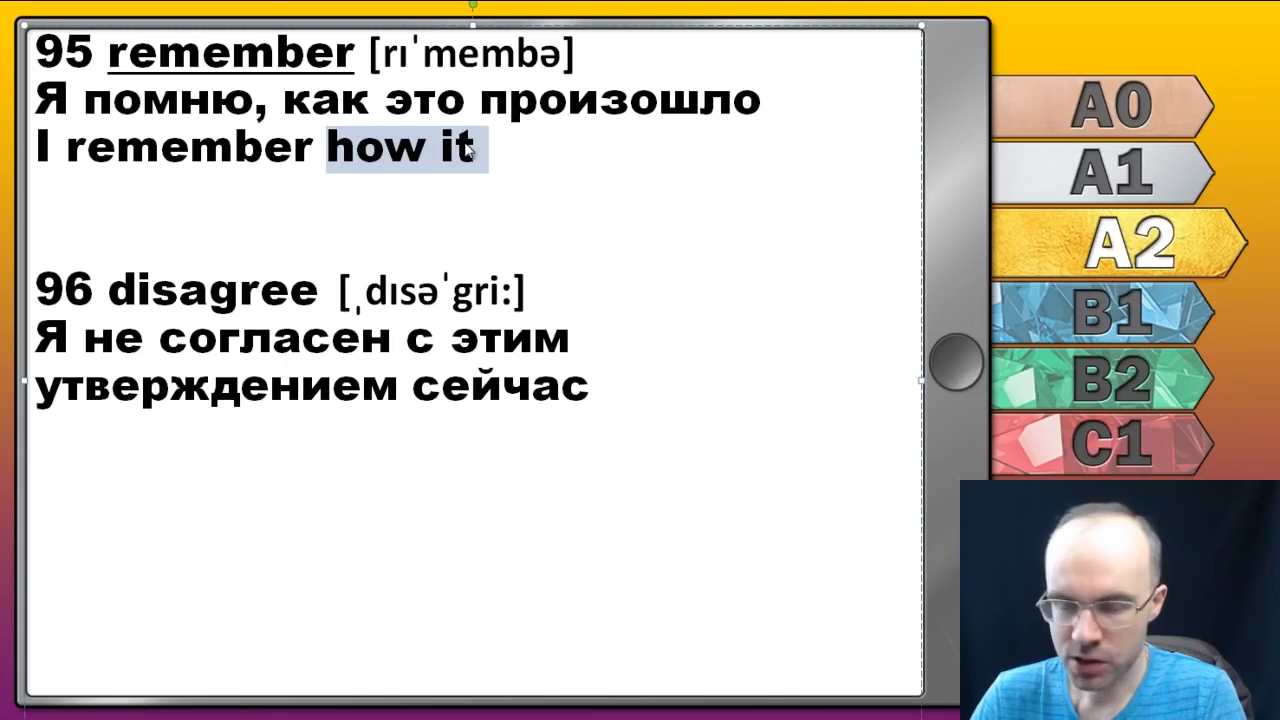 95 remember [rɪˈmembə]
Я помню, как это произошло
I remember how it
96 disagree [ˌdɪsəˈgri:]
Я не согласен с этим
утверждением сейчас
A0
A1
A2
B1
B2
C1